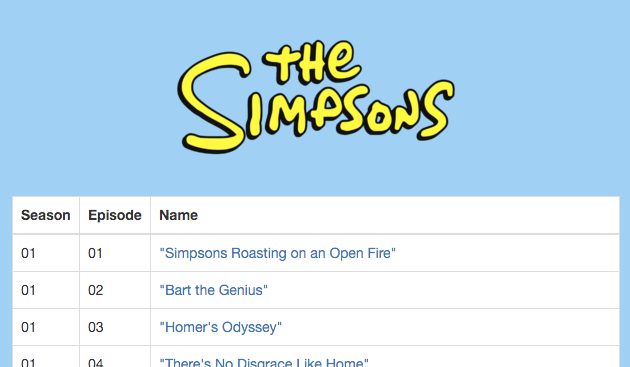 THE
SIMPSONS
Season Episode Name
01 01 "Simpsons Roasting on an Open Fire"
01 02 "Bart the Genius"
01 03 "Homer's Odyssey"
01 04 "There's No Disgrace Like Home"